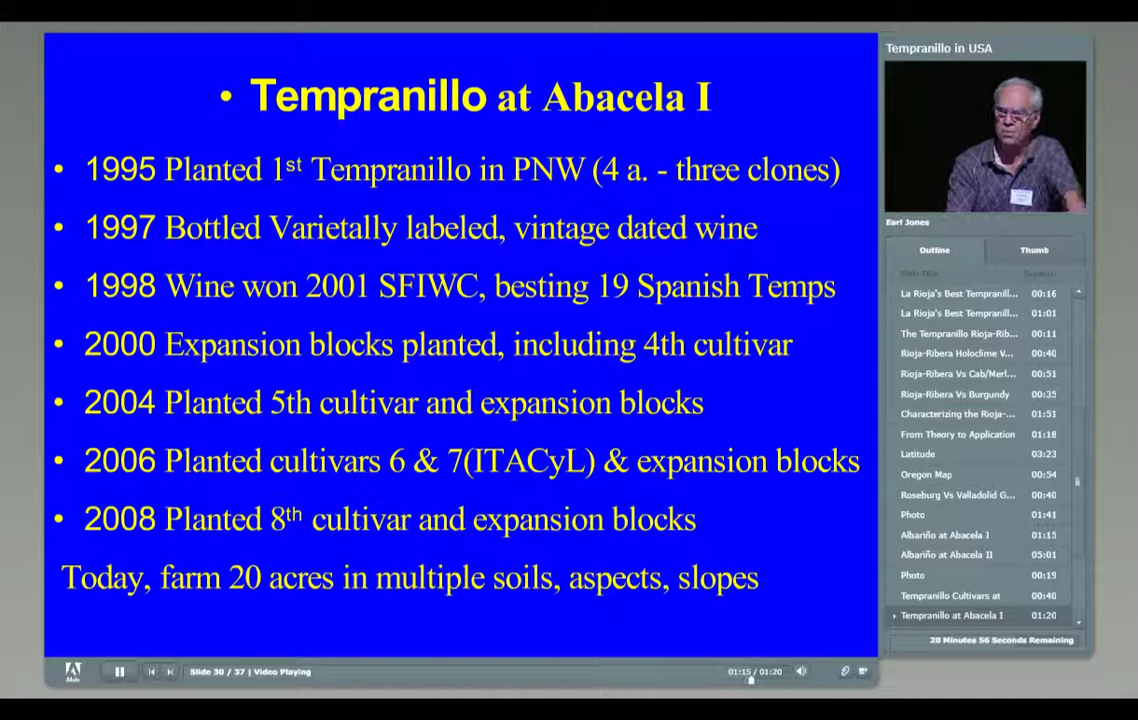 • Tempranillo at Abacela I
• 1995 Planted 1st Tempranillo in PNW (4 a. - three clones)
• 1997 Bottled Varietally labeled, vintage dated wine
• 1998 Wine won 2001 SFIWC, besting 19 Spanish Temps
• 2000 Expansion blocks planted, including 4th cultivar
• 2004 Planted 5th cultivar and expansion blocks
• 2006 Planted cultivars 6 & 7(ITACyL) & expansion blocks
• 2008 Planted 8th cultivar and expansion blocks
Today, farm 20 acres in multiple soils, aspects, slopes
Slide 30 / 37 | Video Playing
01:15 / 01:20
Tempranillo in USA
Earl Jones
Outline Thumb
Slide Title Duration
La Rioja's Best Tempranill... 00:16
La Rioja's Best Tempranill... 01:01
The Tempranillo Rioja-Rib... 00:11
Rioja-Ribera Holoclime V... 00:40
Rioja-Ribera Vs Cab/Merl... 00:51
Rioja-Ribera Vs Burgundy 00:35
Characterizing the Rioja-... 01:51
From Theory to Application 01:18
Latitude 03:23
Oregon Map 00:54
Roseburg Vs Valladolid G... 00:40
Photo 01:41
Albariño at Abacela I 01:15
Albariño at Abacela II 05:01
Photo 00:19
Tempranillo Cultivars at 00:40
Tempranillo at Abacela I 01:20
20 Minutes 56 Seconds Remaining